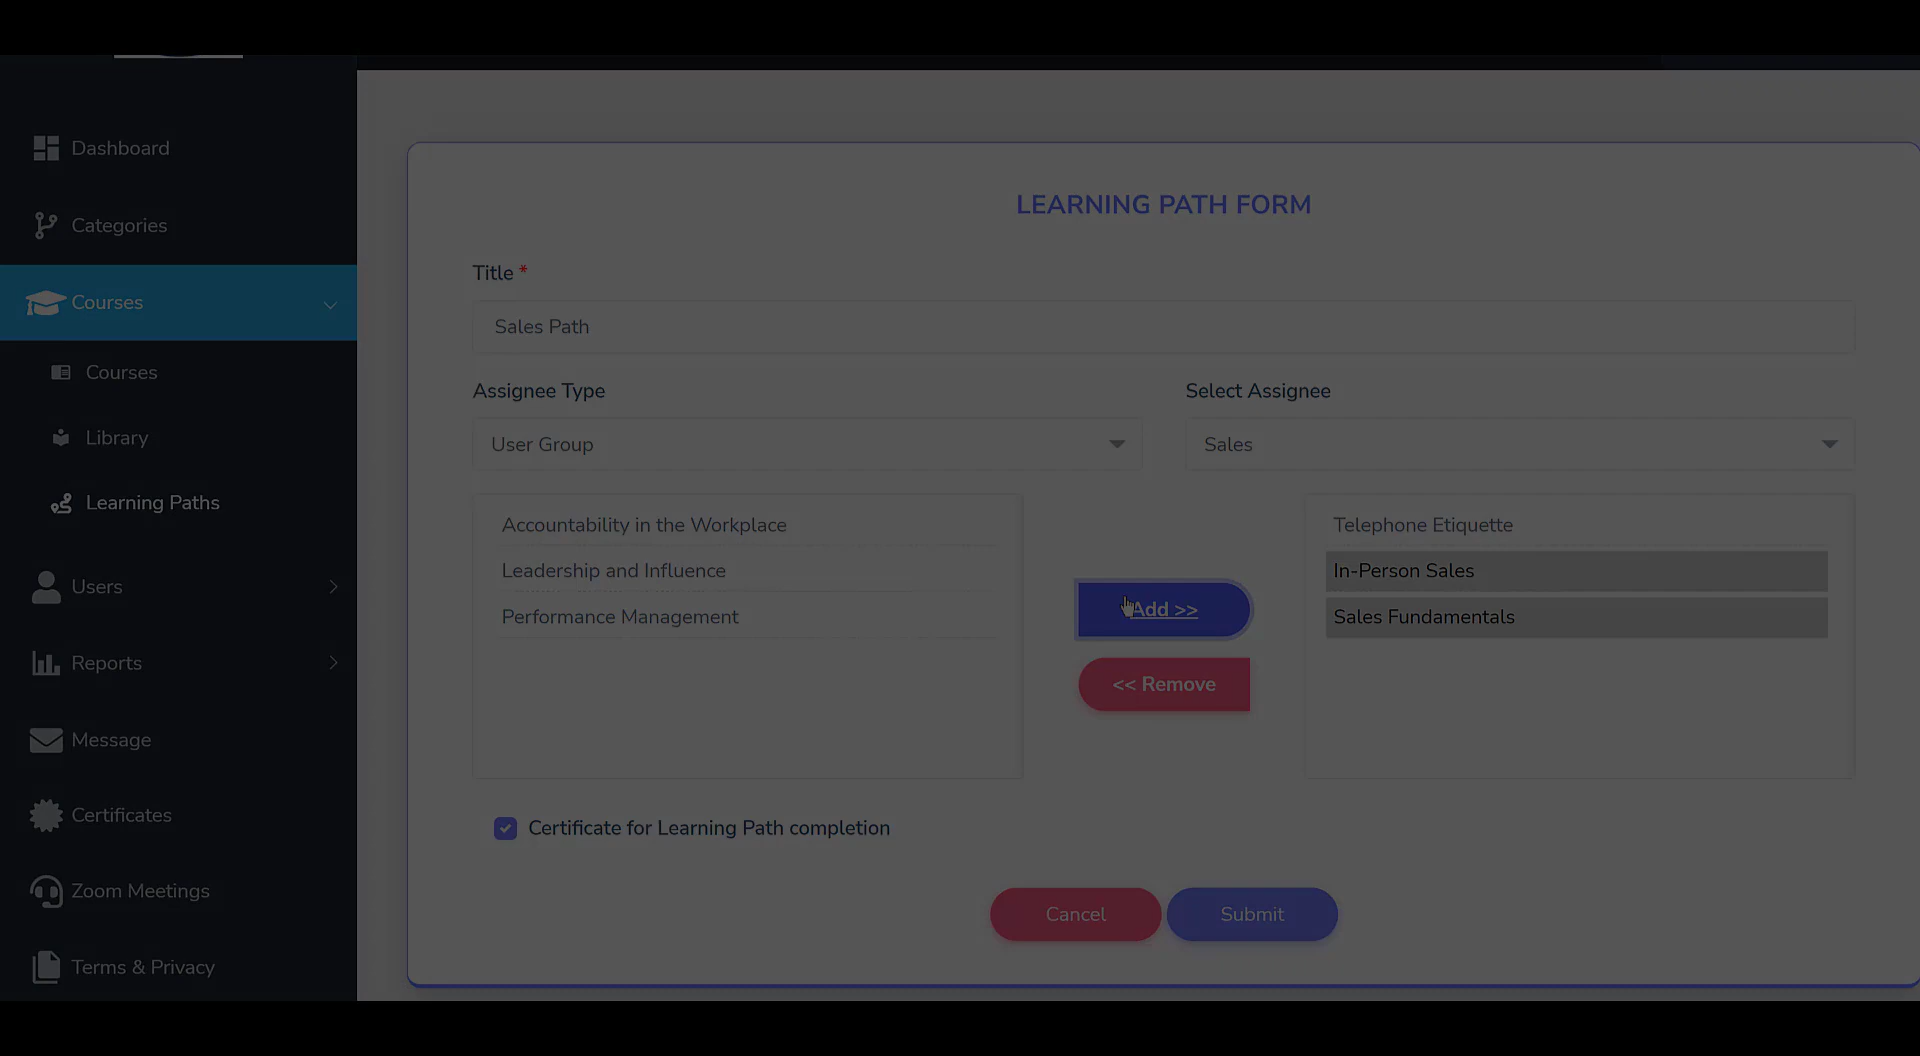 Dashboard
Categories
Courses
Courses
Library
Learning Paths
Users
Reports
Message
Certificates
Zoom Meetings
Terms & Privacy
LEARNING PATH FORM
Title *
Sales Path
Assignee Type
Select Assignee
User Group
Sales
Accountability in the Workplace
Leadership and Influence
Performance Management
Add >>
<< Remove
Telephone Etiquette
In-Person Sales
Sales Fundamentals
Certificate for Learning Path completion
Cancel
Submit